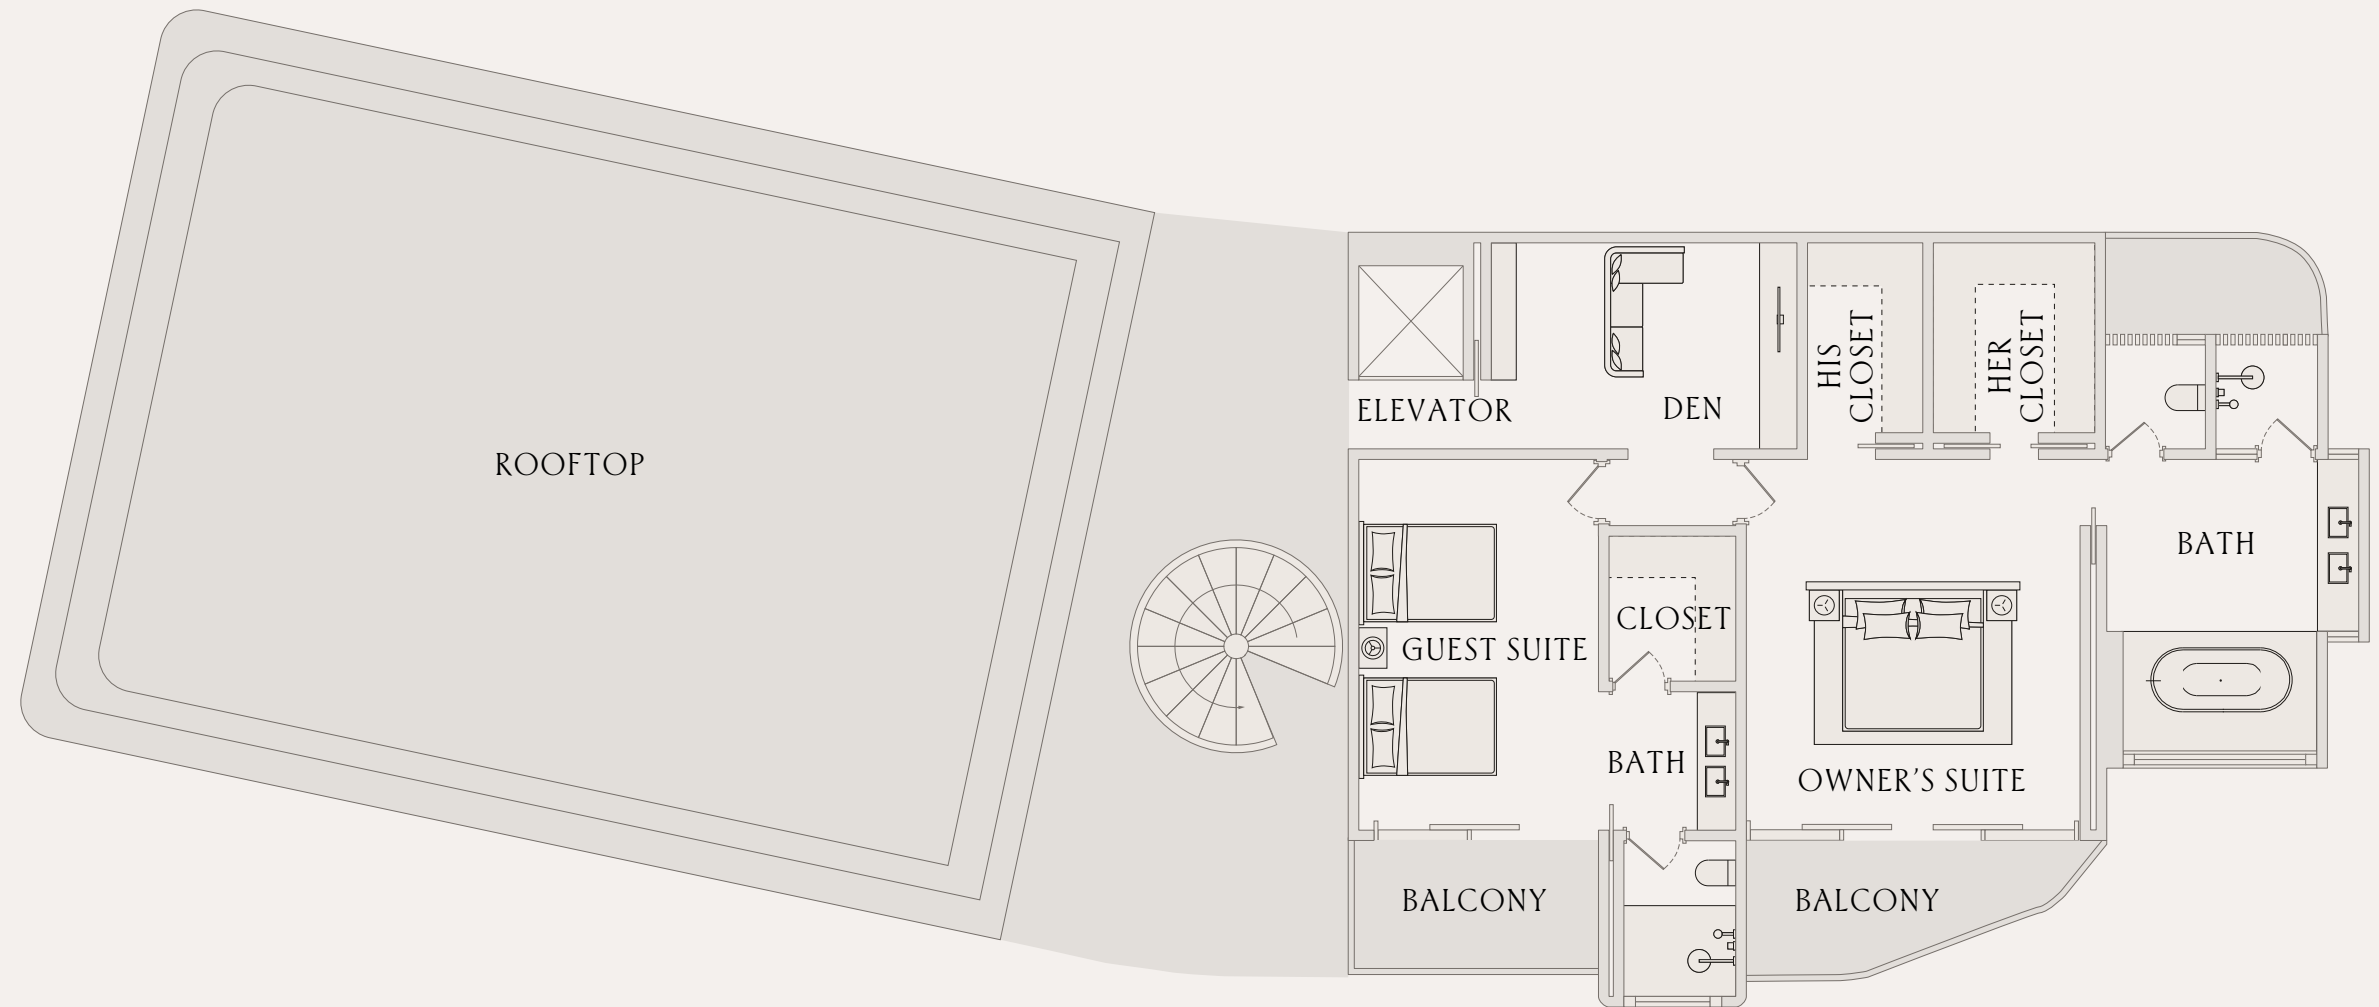 ROOFTOP
ELEVATOR
DEN
HIS
CLOSET
HER
CLOSET
BATH
CLOSET
GUEST SUITE
BATH
OWNER'S SUITE
BALCONY
BALCONY